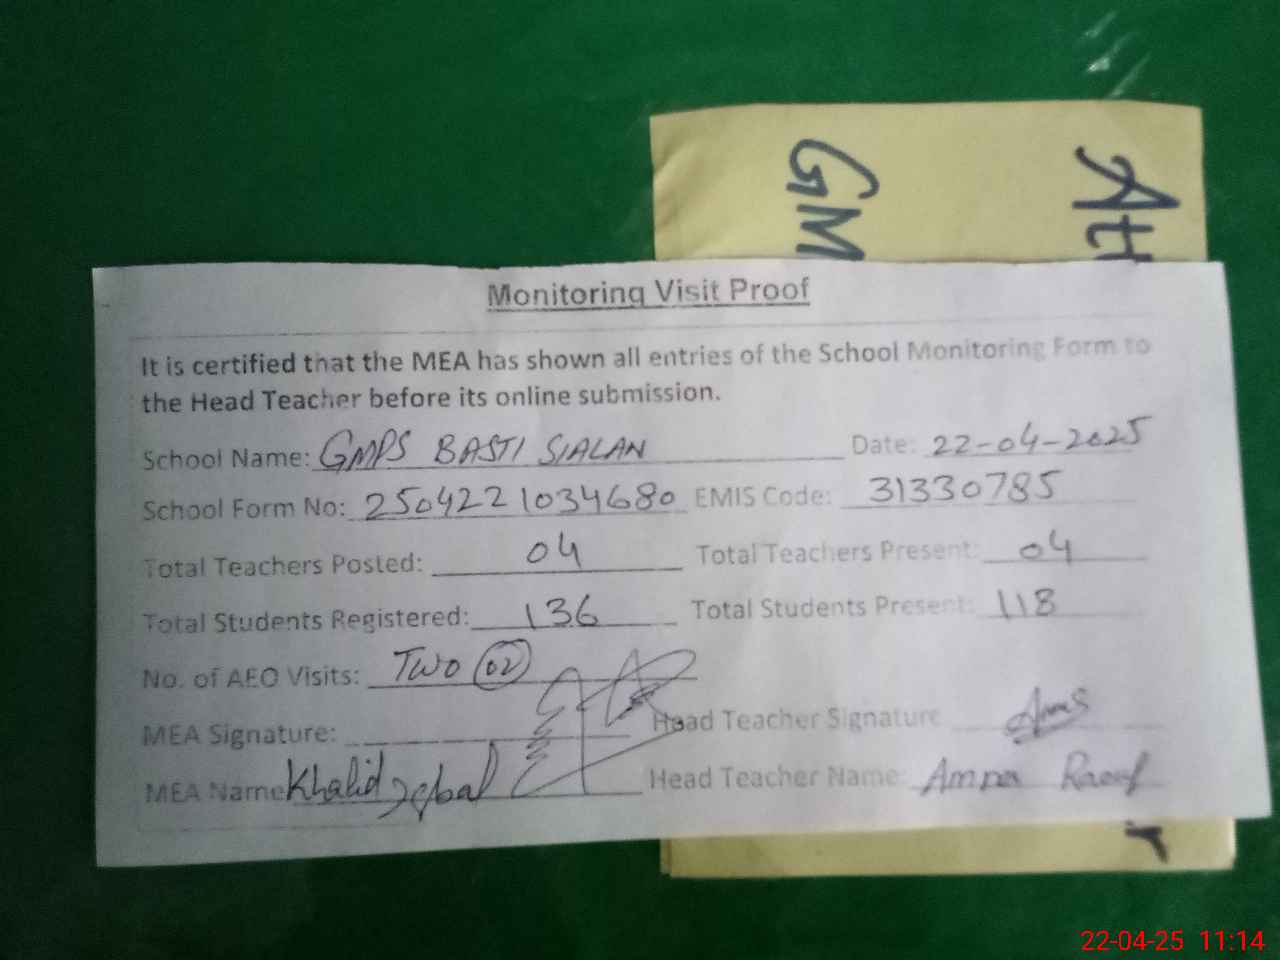 GM
Att
Monitoring Visit Proof
It is certified that the MEA has shown all entries of the School Monitoring Form to
the Head Teacher before its online submission.
School Name: GMPS BASTI SIALAN Date: 22-04-2025
School Form No: 2504221034680 EMIS Code: 31330785
Total Teachers Posted: 04 Total Teachers Present: 04
Total Students Registered: 136 Total Students Present: 118
No. of AEO Visits: Two 02
MEA Signature: Head Teacher Signature
MEA Name Khalid Iqbal Head Teacher Name: Amna Raouf
r
22-04-25 11:14